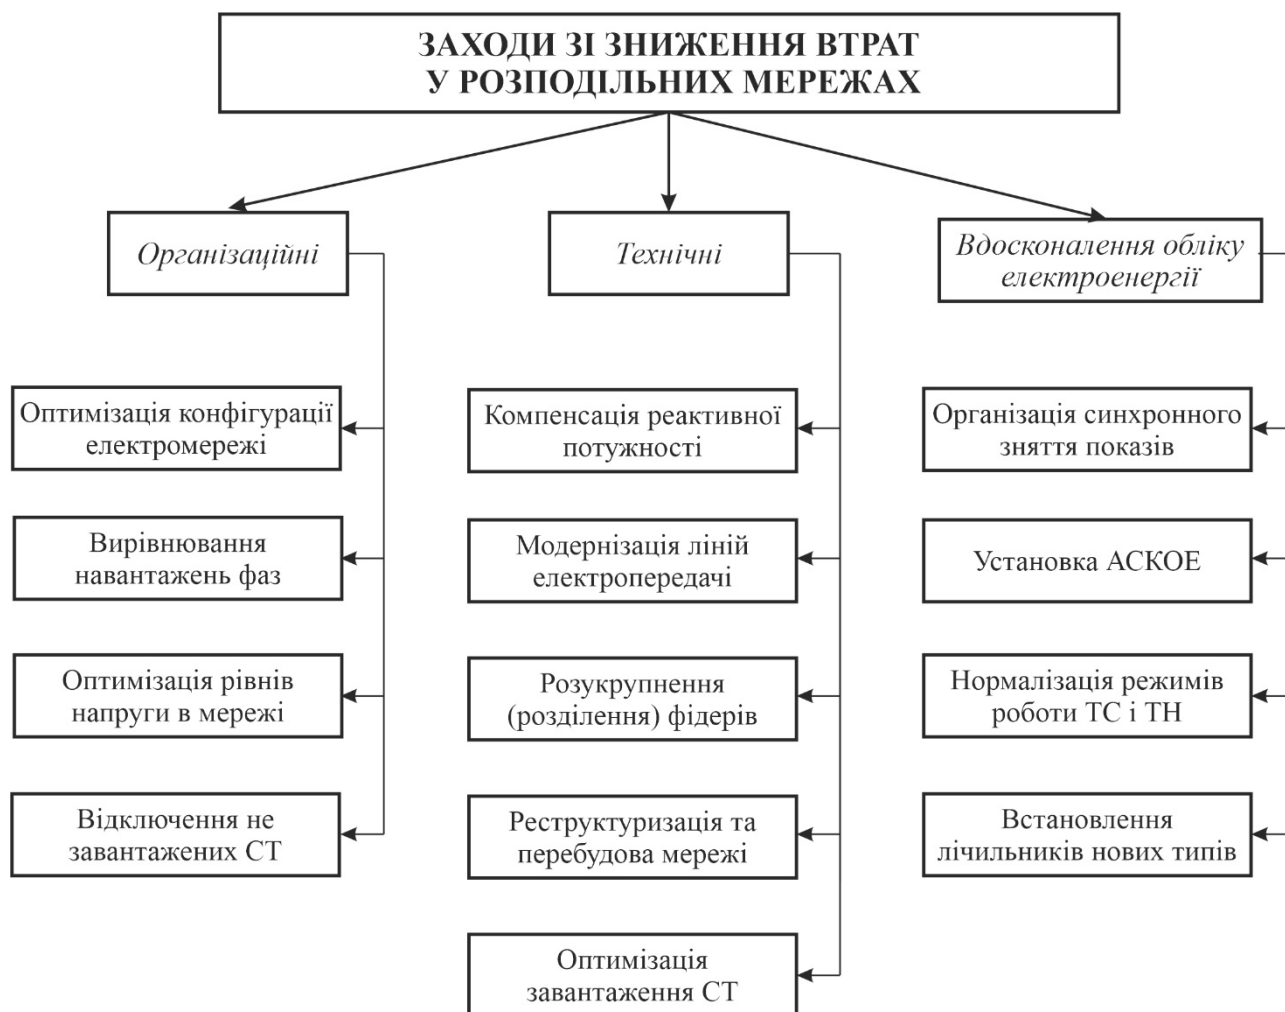 ЗАХОДИ ЗІ ЗНИЖЕННЯ ВТРАТ
У РОЗПОДІЛЬНИХ МЕРЕЖАХ
Організаційні
Технічні
Вдосконалення обліку
електроенергії
Оптимізація конфігурації
електромережі
Вирівнювання
навантажень фаз
Оптимізація рівнів
напруги в мережі
Відключення не
завантажених СТ
Компенсація реактивної
потужності
Модернізація ліній
електропередачі
Розукрупнення
(розділення) фідерів
Реструктуризація та
перебудова мережі
Оптимізація
завантаження СТ
Організація синхронного
зняття показів
Установка АСКОЕ
Нормалізація режимів
роботи ТС і ТН
Встановлення
лічильників нових типів